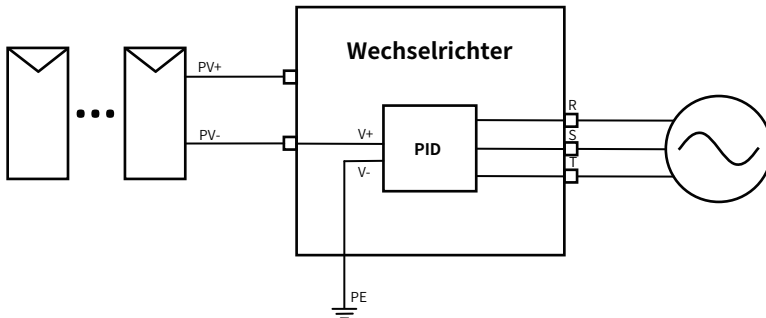 Wechselrichter
PV+
R
V+
PV-
S
PID
T
V-
PE